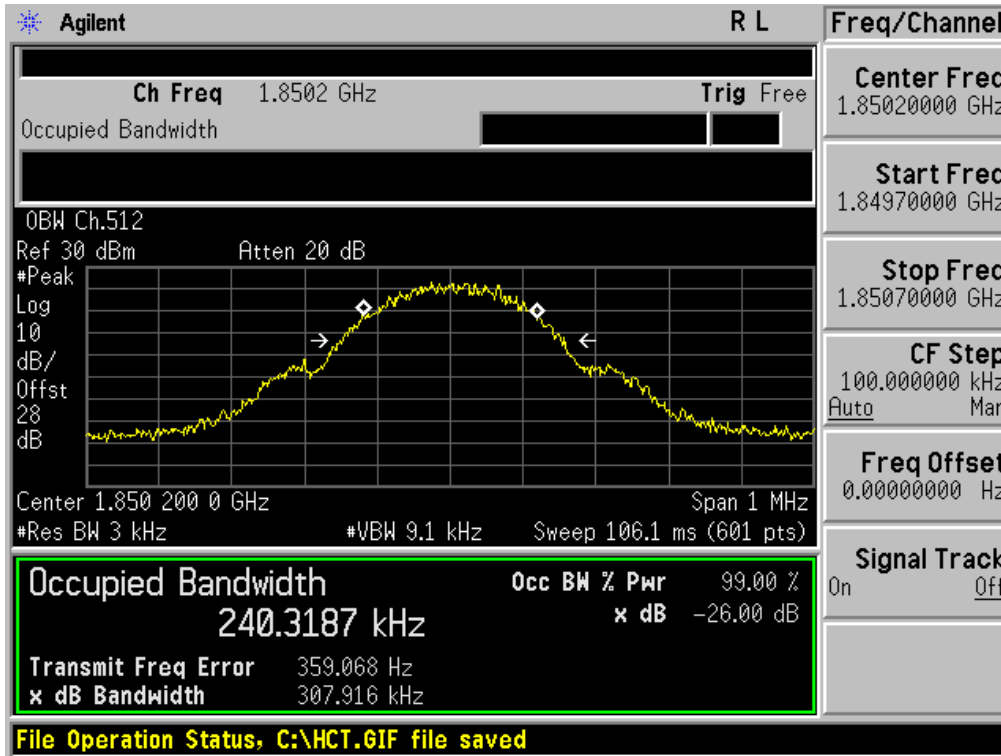 Agilent R L Freq/Channel
Ch Freq 1.8502 GHz Trig Free
Occupied Bandwidth
Center Freq
1.85020000 GHz
Start Freq
1.84970000 GHz
Stop Freq
1.85070000 GHz
CF Step
100.000000 kHz
Auto Man
Freq Offset
0.00000000 Hz
Signal Track
On Off
OBW Ch.512
Ref 30 dBm Atten 20 dB
#Peak
Log
10
dB/
Offst
28
dB
Center 1.850 200 0 GHz Span 1 MHz
#Res BW 3 kHz #VBW 9.1 kHz Sweep 106.1 ms (601 pts)
Occupied Bandwidth Occ BW % Pwr 99.00 %
240.3187 kHz x dB -26.00 dB
Transmit Freq Error 359.068 Hz
x dB Bandwidth 307.916 kHz
File Operation Status, C:\HCT.GIF file saved